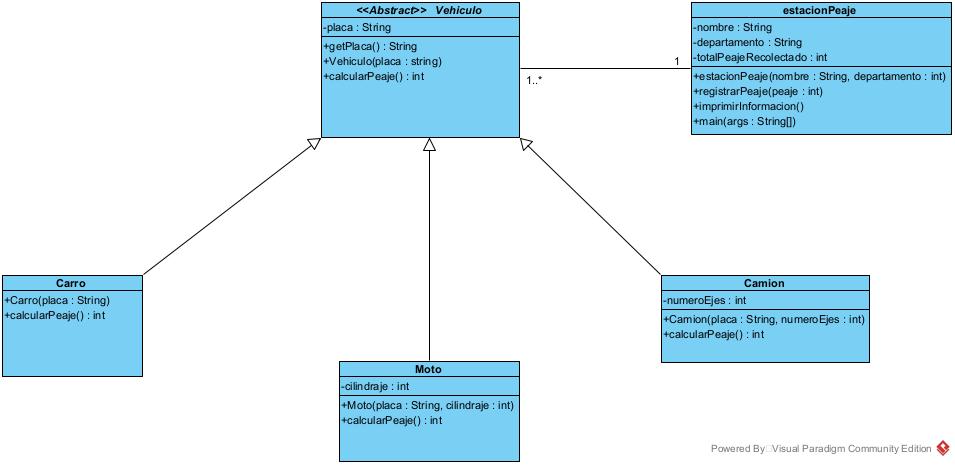 <<Abstract>> Vehiculo
-placa : String
+getPlaca() : String
+Vehiculo(placa : string)
+calcularPeaje() : int
1..*
1
estacionPeaje
-nombre : String
-departamento : String
-totalPeajeRecolectado : int
+estacionPeaje(nombre : String, departamento : int)
+registrarPeaje(peaje : int)
+imprimirInformacion()
+main(args : String[])
Carro
+Carro(placa : String)
+calcularPeaje() : int
Moto
-cilindraje : int
+Moto(placa : String, cilindraje : int)
+calcularPeaje() : int
Camion
-numeroEjes : int
+Camion(placa : String, numeroEjes : int)
+calcularPeaje() : int
Powered By Visual Paradigm Community Edition